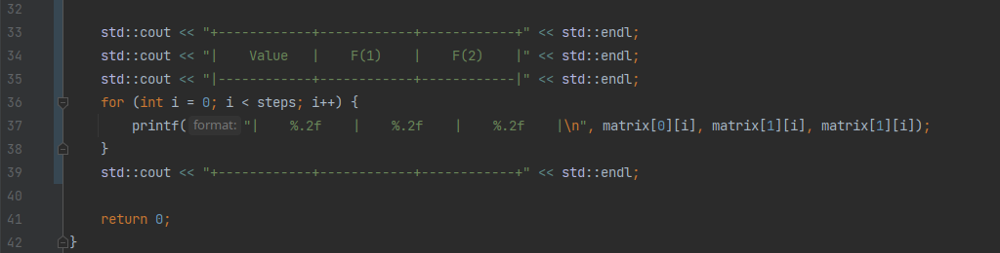 32
33 std::cout << "+------------+------------+------------+" << std::endl;
34 std::cout << "|    Value   |    F(1)    |    F(2)    |" << std::endl;
35 std::cout << "|------------+------------+------------|" << std::endl;
36 for (int i = 0; i < steps; i++) {
37 printf( format: "|    %.2f    |    %.2f    |    %.2f    |\n", matrix[0][i], matrix[1][i], matrix[1][i]);
38 }
39 std::cout << "+------------+------------+------------+" << std::endl;
40
41 return 0;
42 }